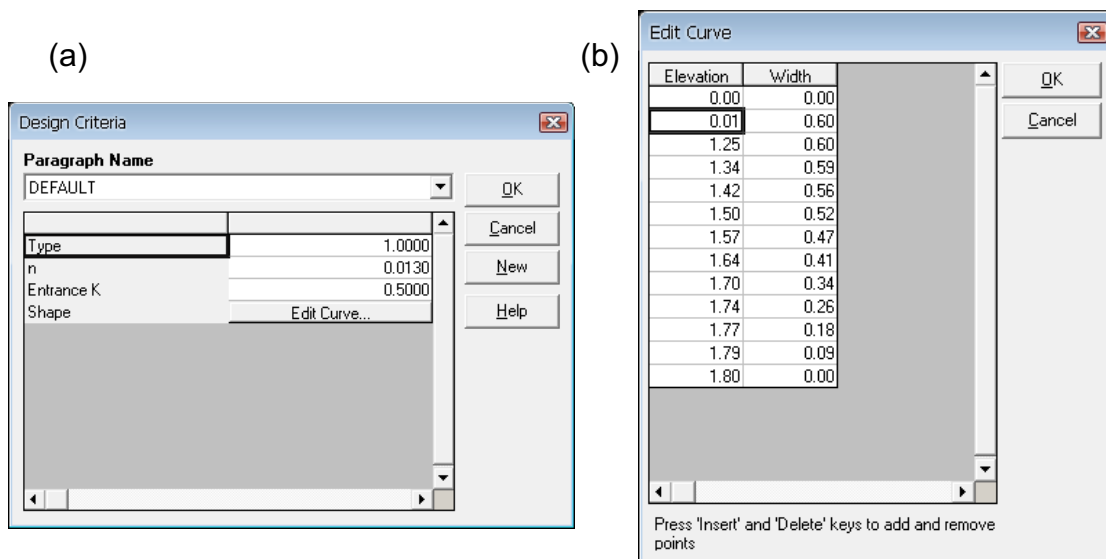 (a)
Design Criteria
Paragraph Name
DEFAULT
OK
Cancel
New
Help
Type 1.0000
n 0.0130
Entrance K 0.5000
Shape Edit Curve...
(b)
Edit Curve
Elevation Width
0.00 0.00
0.01 0.60
1.25 0.60
1.34 0.59
1.42 0.56
1.50 0.52
1.57 0.47
1.64 0.41
1.70 0.34
1.74 0.26
1.77 0.18
1.79 0.09
1.80 0.00
OK
Cancel
Press 'Insert' and 'Delete' keys to add and remove
points